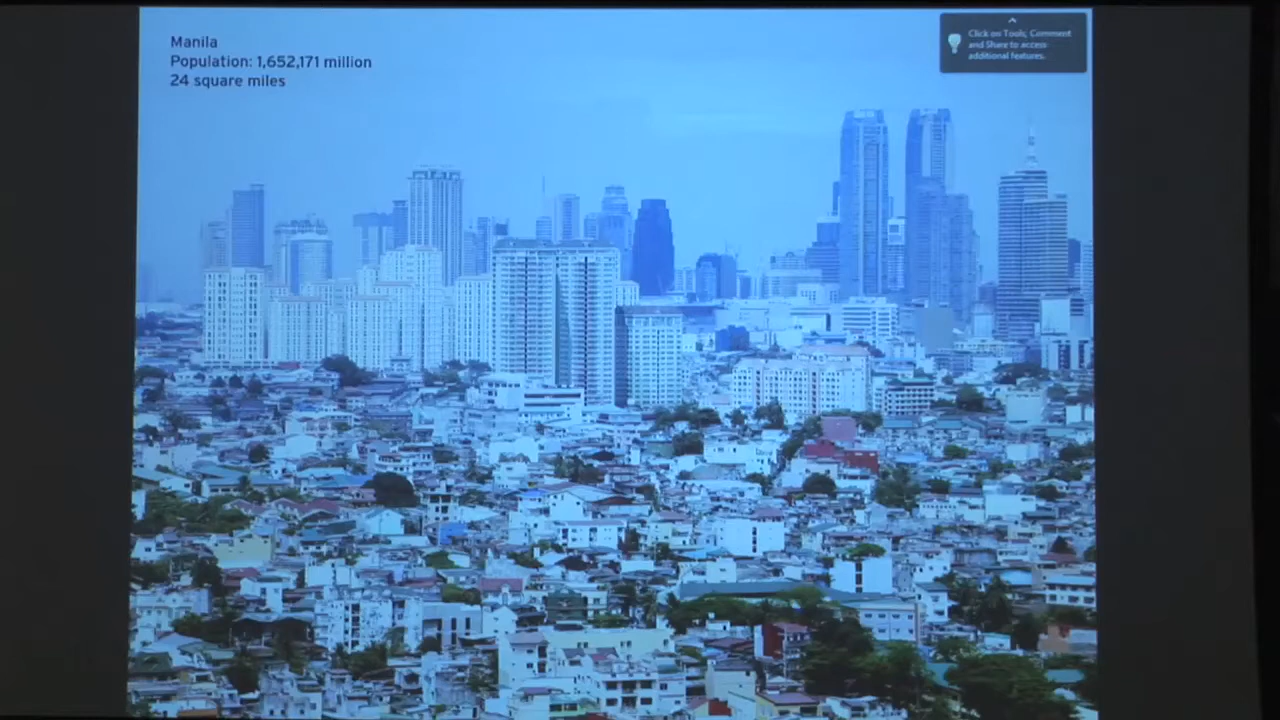 Manila
Population: 1,652,171 million
24 square miles
Click on Tools, Comment
and Share to access
additional features.